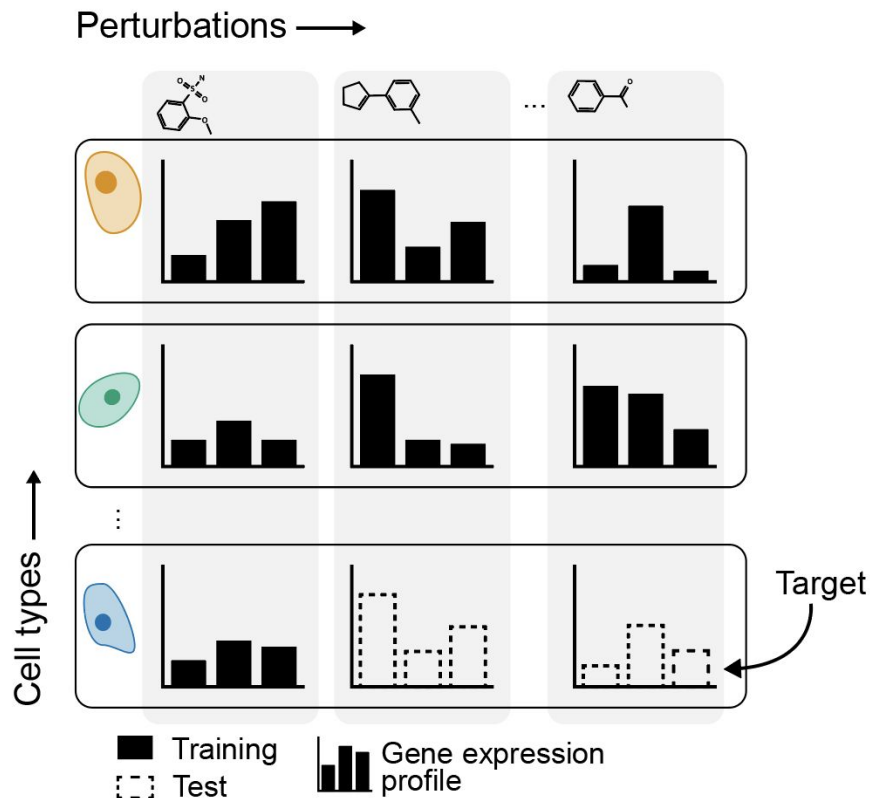 Perturbations
N
O
S
O
O
...
O
...
Cell types
Target
Training
Test
Gene expression
profile